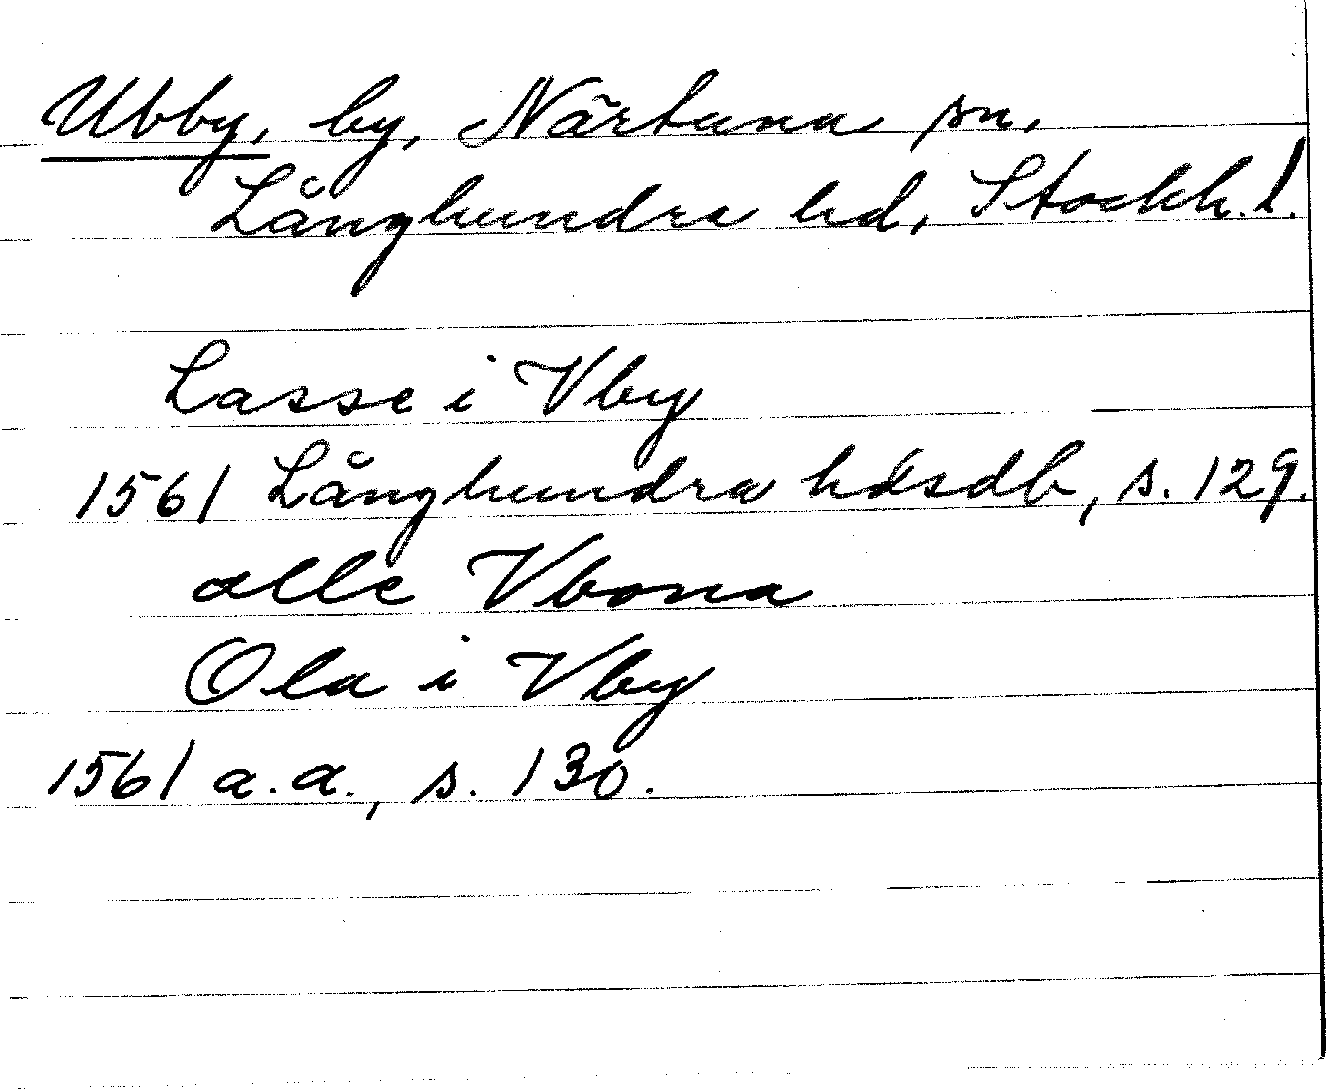 Ubby, by, Närtuna sn.
Långhundra hd, Stockh. l.
Lasse i Vby
1561 Långhundra hdsdb, s. 129.
alle Vbona
Ola i Vby
1561 a.a., s. 130.